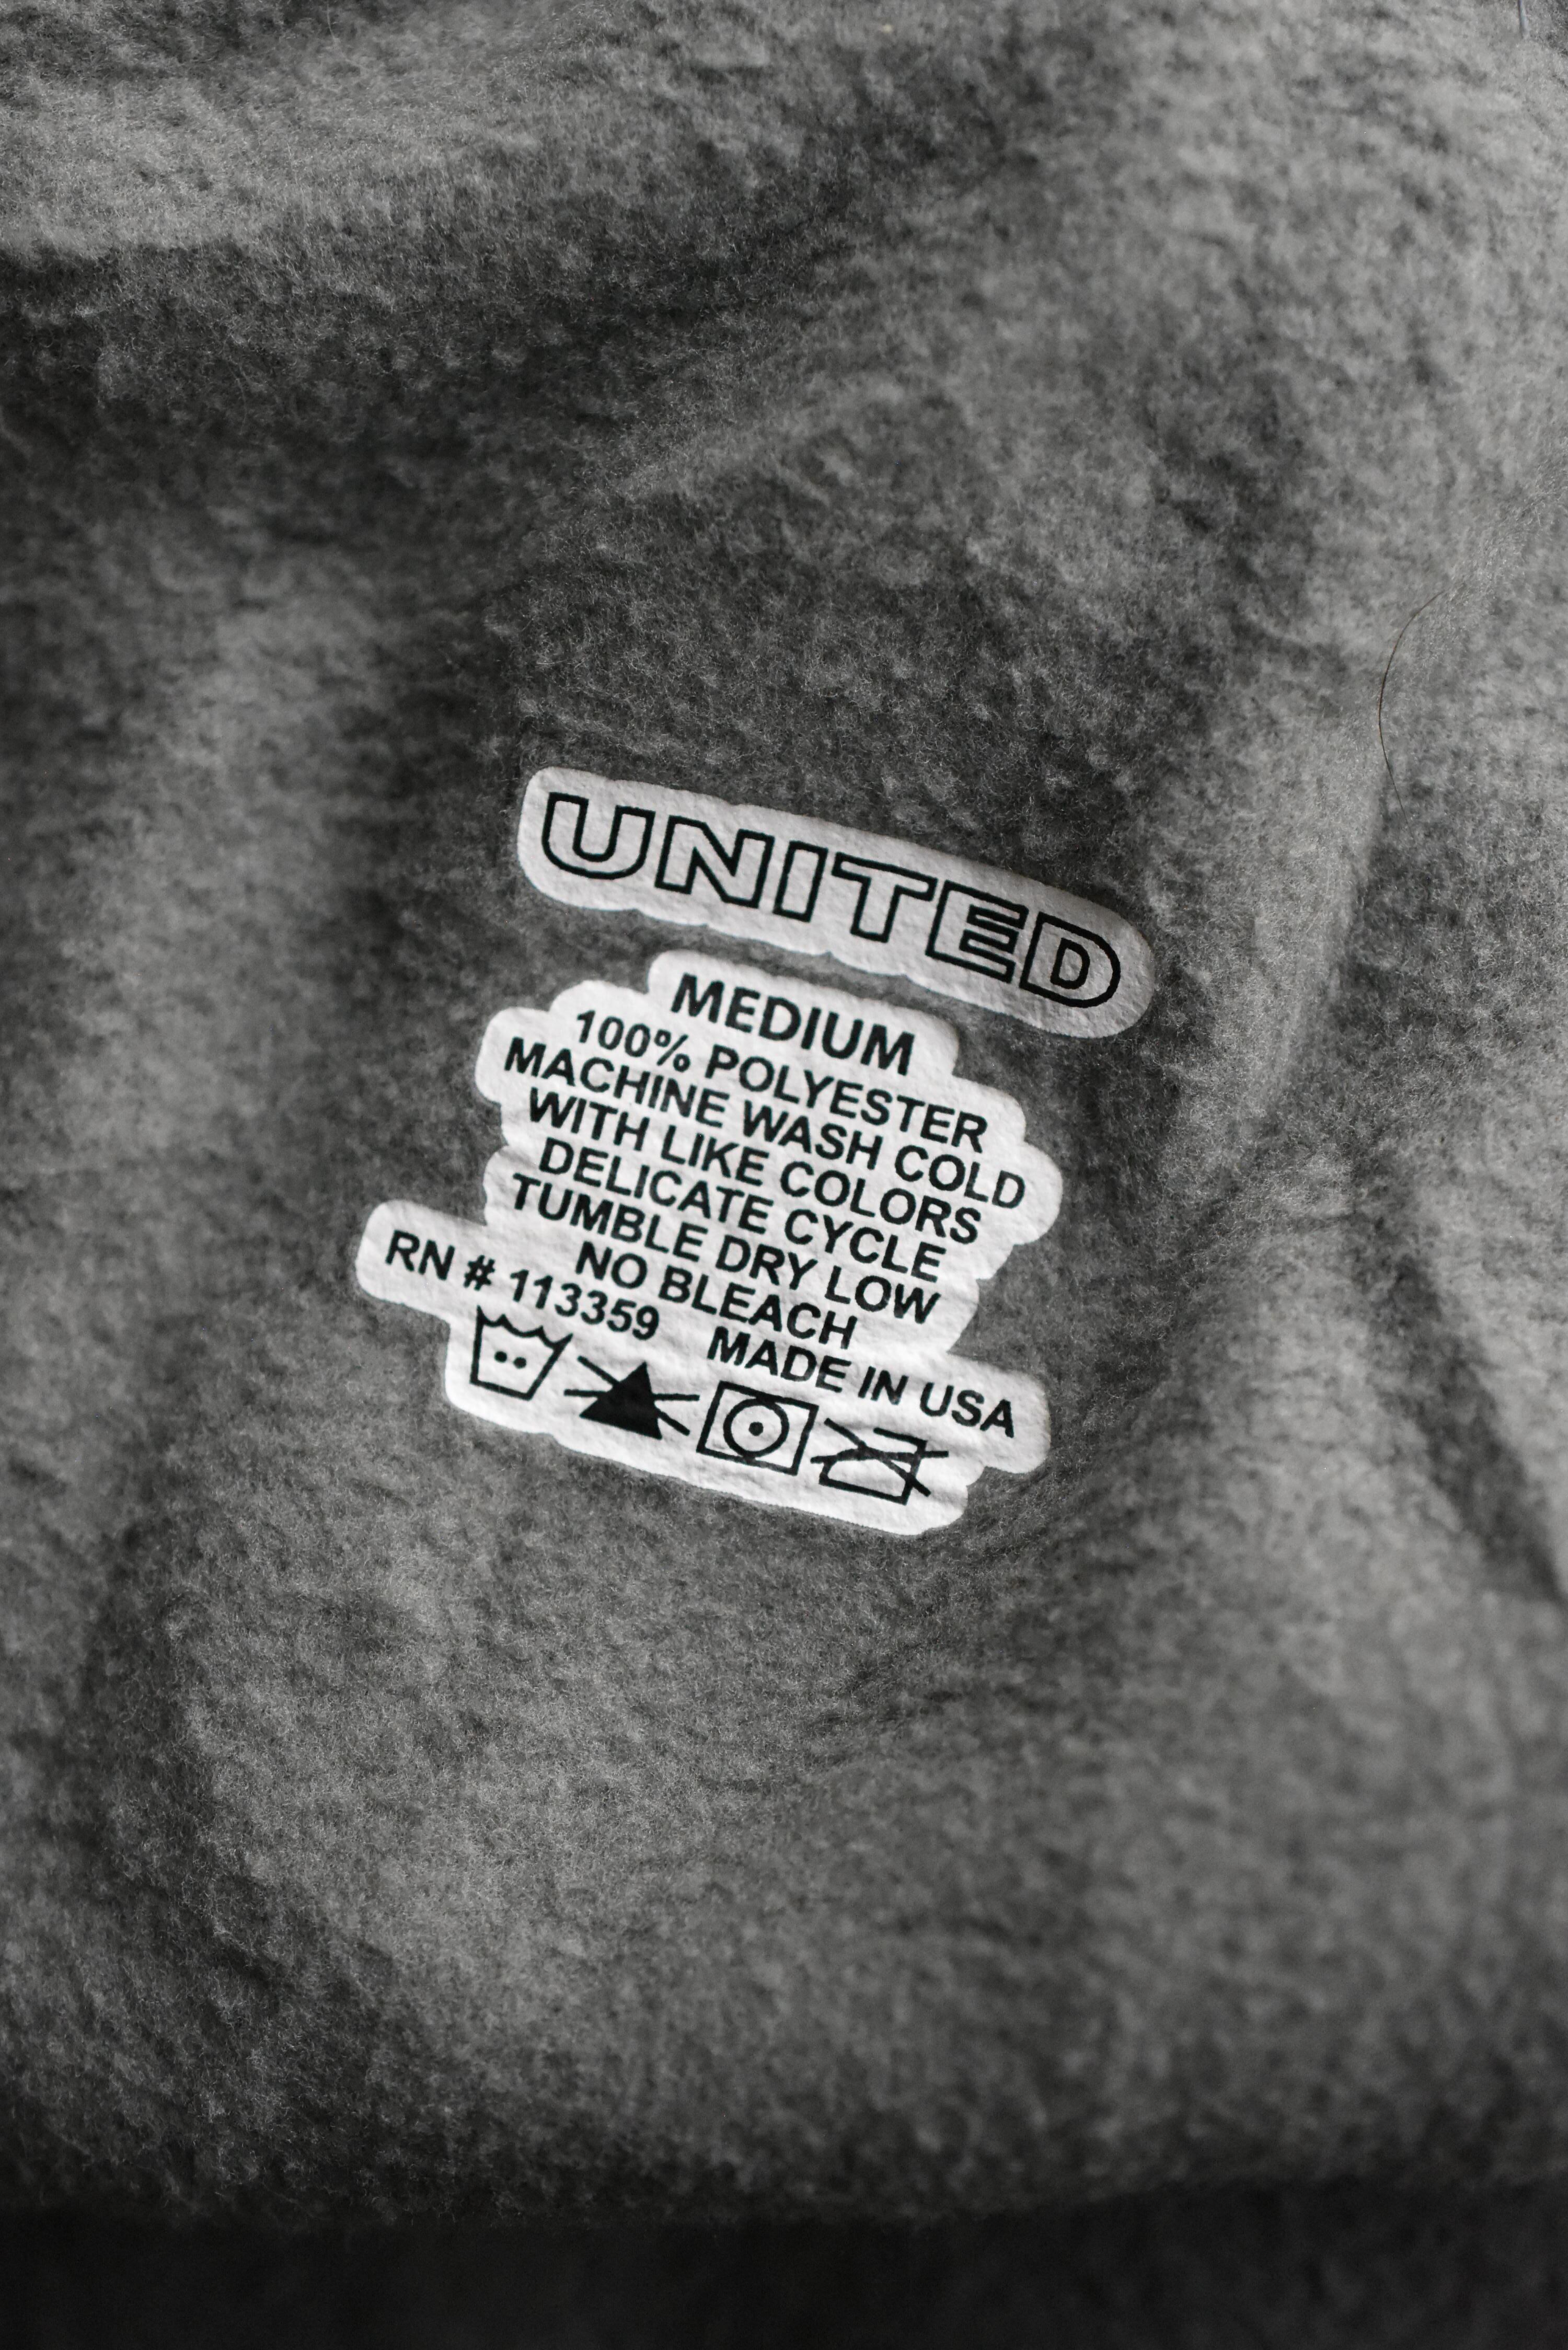 UNITED
MEDIUM
100% POLYESTER
MACHINE WASH COLD
WITH LIKE COLORS
DELICATE CYCLE
TUMBLE DRY LOW
NO BLEACH
RN # 113359 MADE IN USA